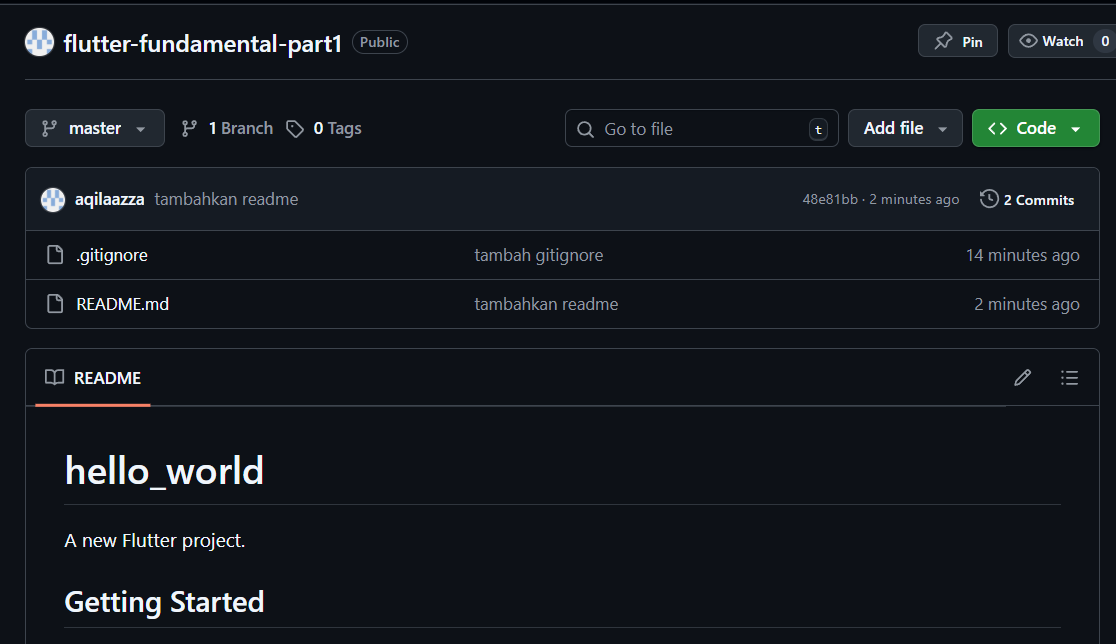 flutter-fundamental-part1 Public Pin Watch 0
master 1 Branch 0 Tags Go to file t Add file Code
aqilaazza tambahkan readme 48e81bb · 2 minutes ago 2 Commits
.gitignore tambah gitignore 14 minutes ago
README.md tambahkan readme 2 minutes ago
README
hello_world
A new Flutter project.
Getting Started